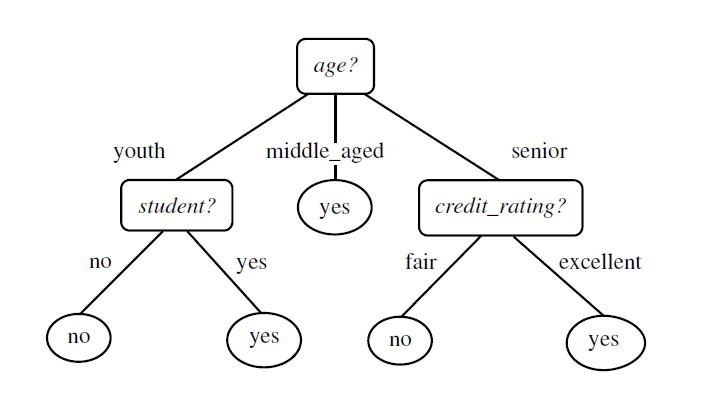 age?
youth
middle_aged
senior
student?
yes
credit_rating?
no
yes
fair
excellent
no
yes
no
yes